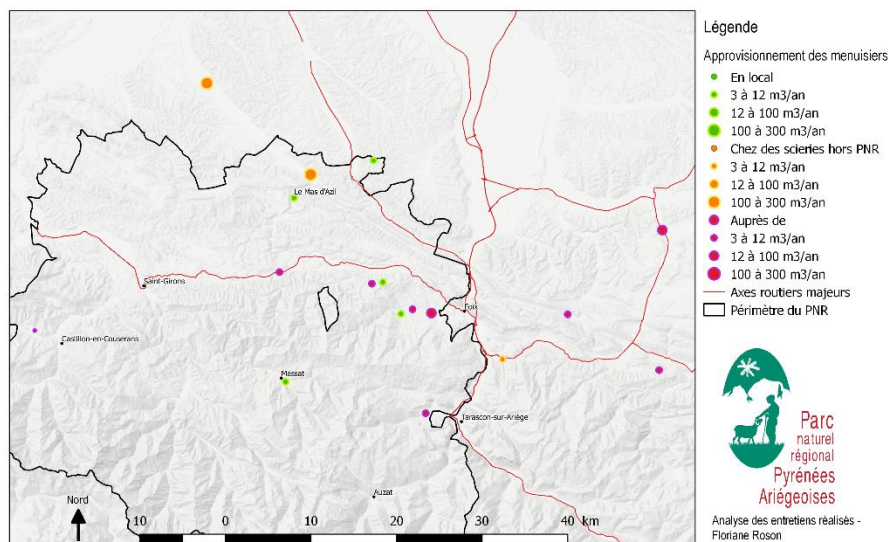 Légende
Approvisionnement des menuisiers
En local
3 à 12 m3/an
12 à 100 m3/an
100 à 300 m3/an
Chez des scieries hors PNR
3 à 12 m3/an
12 à 100 m3/an
100 à 300 m3/an
Auprès de
3 à 12 m3/an
12 à 100 m3/an
100 à 300 m3/an
Axes routiers majeurs
Périmètre du PNR
Le Mas d'Azil
Saint-Girons
Foix
Castillon-en-Couserans
Massat
Tarascon-sur-Ariège
Auzat
Nord
10 0 10 20 30 40 km
Parc
naturel
régional
Pyrénées
Ariégeoises
Analyse des entretiens réalisés -
Floriane Roson